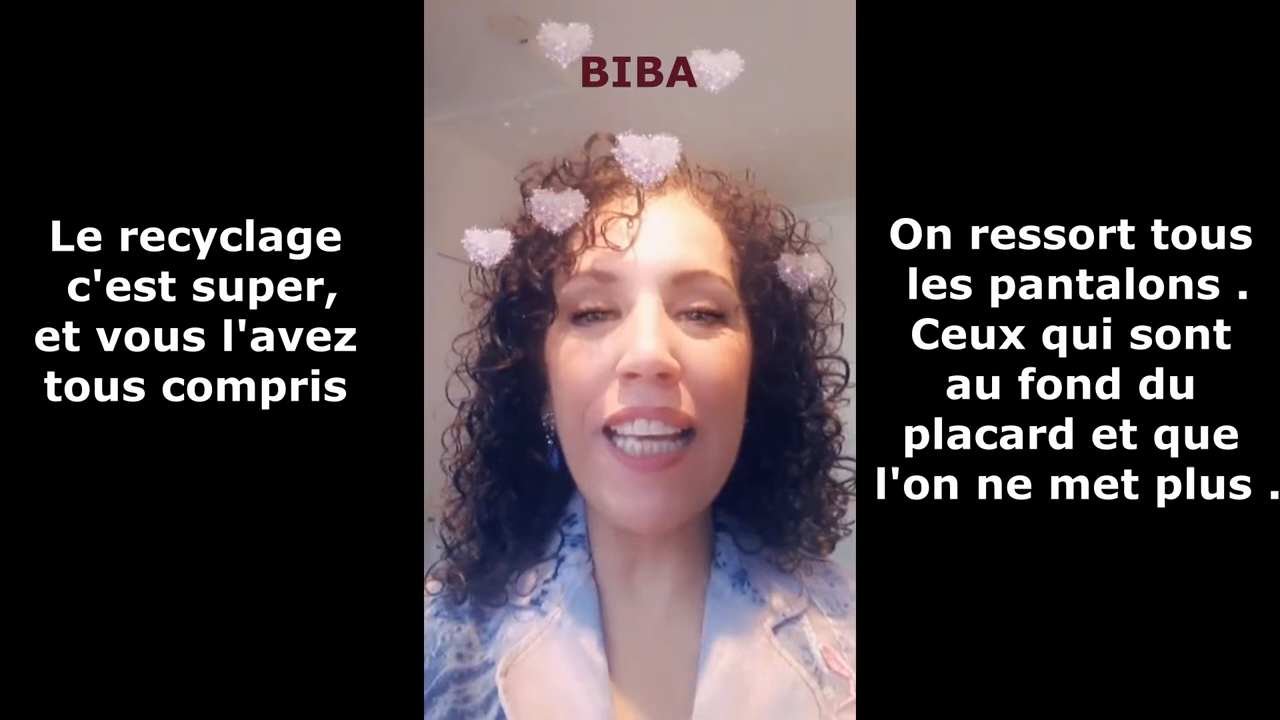 BIBA
Le recyclage
c'est super,
et vous l'avez
tous compris
On ressort tous
les pantalons .
Ceux qui sont
au fond du
placard et que
l'on ne met plus .